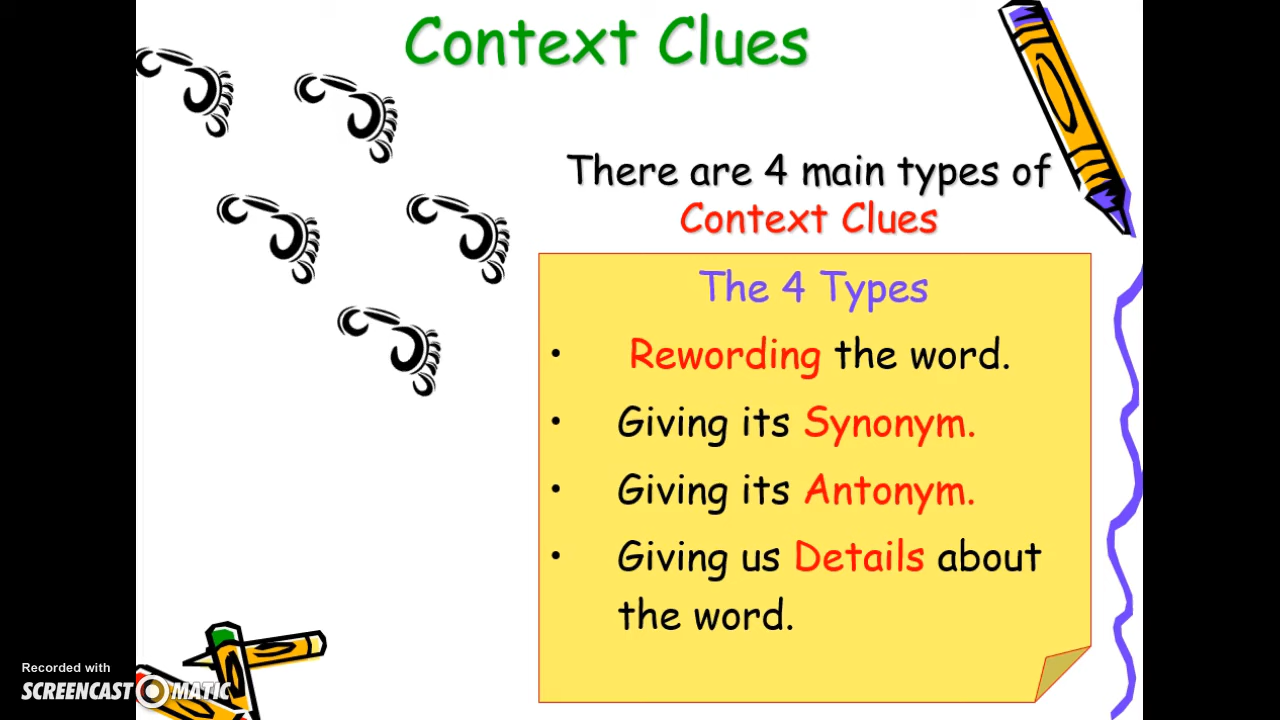 Context Clues
There are 4 main types of
Context Clues
The 4 Types
• Rewording the word.
• Giving its Synonym.
• Giving its Antonym.
• Giving us Details about
the word.
Recorded with
SCREENCAST MATIC